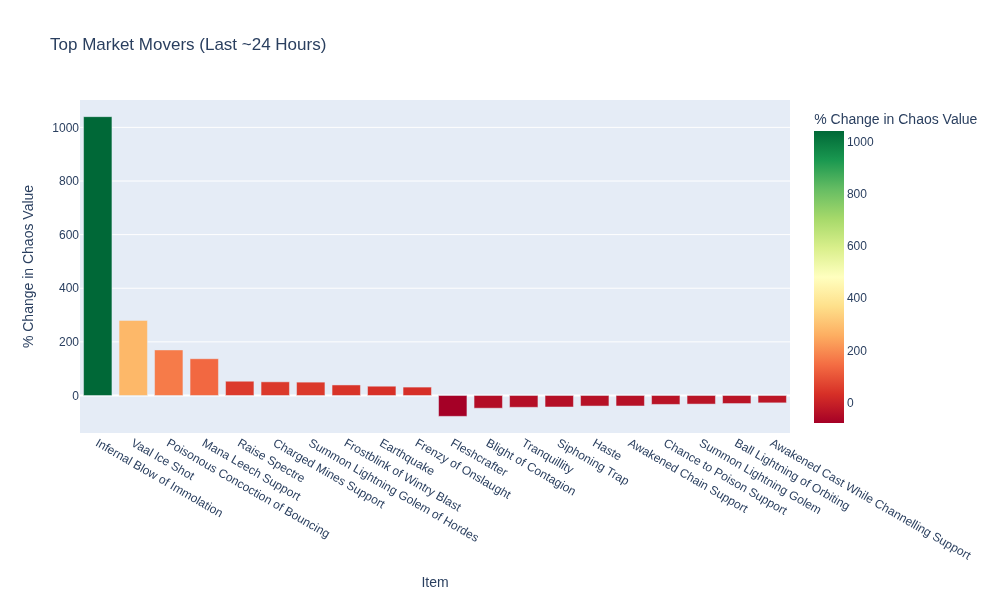 Top Market Movers (Last ~24 Hours)
% Change in Chaos Value
1000
800
600
400
200
0
Infernal Blow of Immolation
Vaal Ice Shot
Poisonous Concoction of Bouncing
Mana Leech Support
Raise Spectre
Charged Mines Support
Summon Lightning Golem of Hordes
Frostblink of Wintry Blast
Earthquake
Frenzy of Onslaught
Fleshcrafter
Blight of Contagion
Tranquillity
Siphoning Trap
Haste
Awakened Chain Support
Chance to Poison Support
Summon Lightning Golem
Ball Lightning of Orbiting
Awakened Cast While Channelling Support
Item
% Change in Chaos Value
1000
800
600
400
200
0